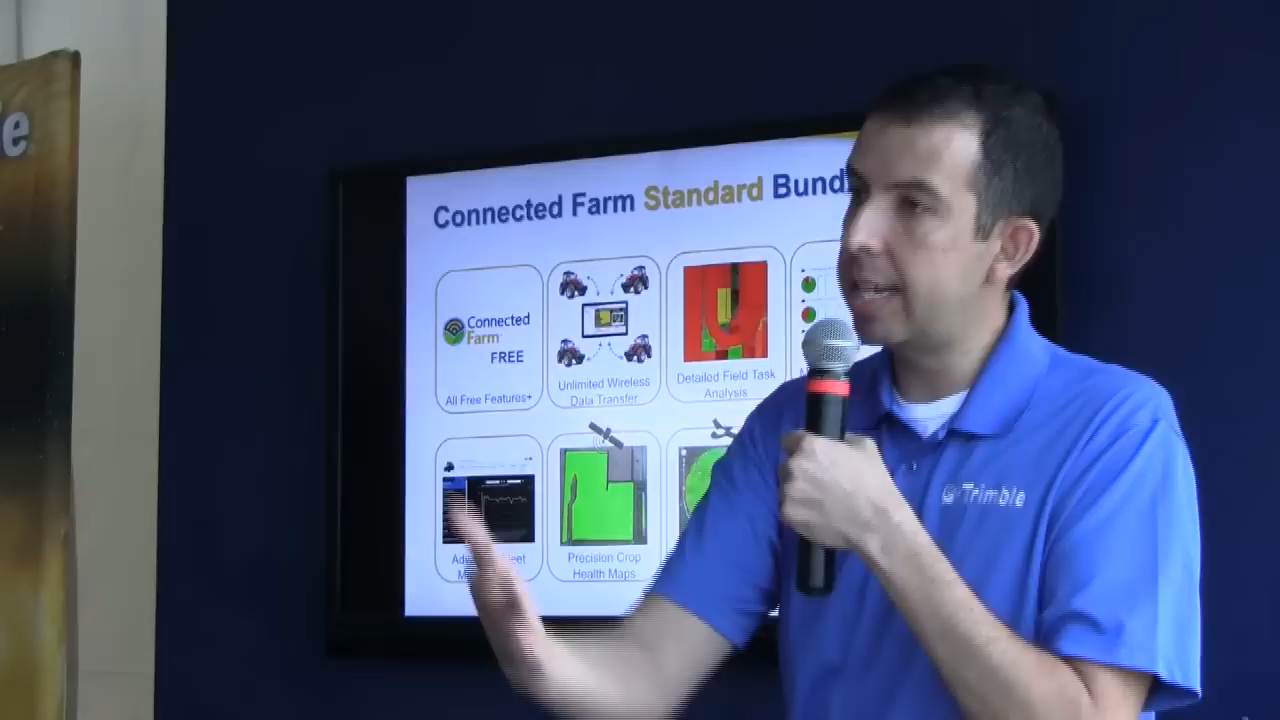 e
Connected Farm Standard Bund
Connected
Farm
FREE
All Free Features+
Unlimited Wireless
Data Transfer
Detailed Field Task
Analysis
Precision Crop
Health Maps
Trimble